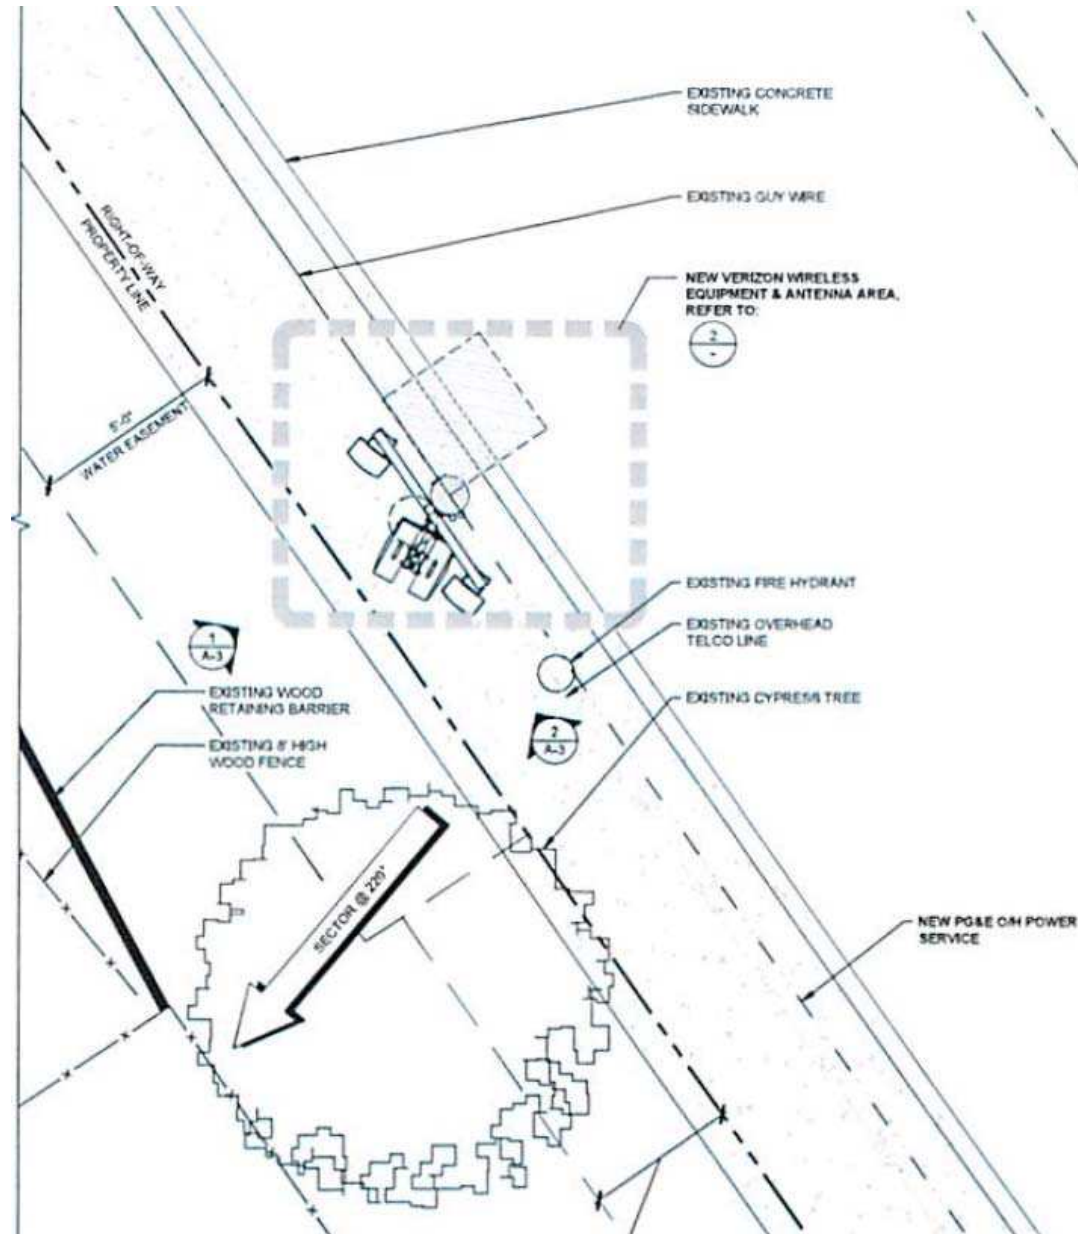 EXISTING CONCRETE
SIDEWALK
EXISTING GUY WIRE
NEW VERIZON WIRELESS
EQUIPMENT & ANTENNA AREA,
REFER TO:
2
-
RIGHT-OF-WAY
PROPERTY LINE
WATER EASEMENT
EXISTING FIRE HYDRANT
EXISTING OVERHEAD
TELCO LINE
1
A-3
EXISTING WOOD
RETAINING BARRIER
EXISTING CYPRESS TREE
2
A-3
EXISTING 8' HIGH
WOOD FENCE
SECTOR @ 220°
NEW PG&E O/H POWER
SERVICE